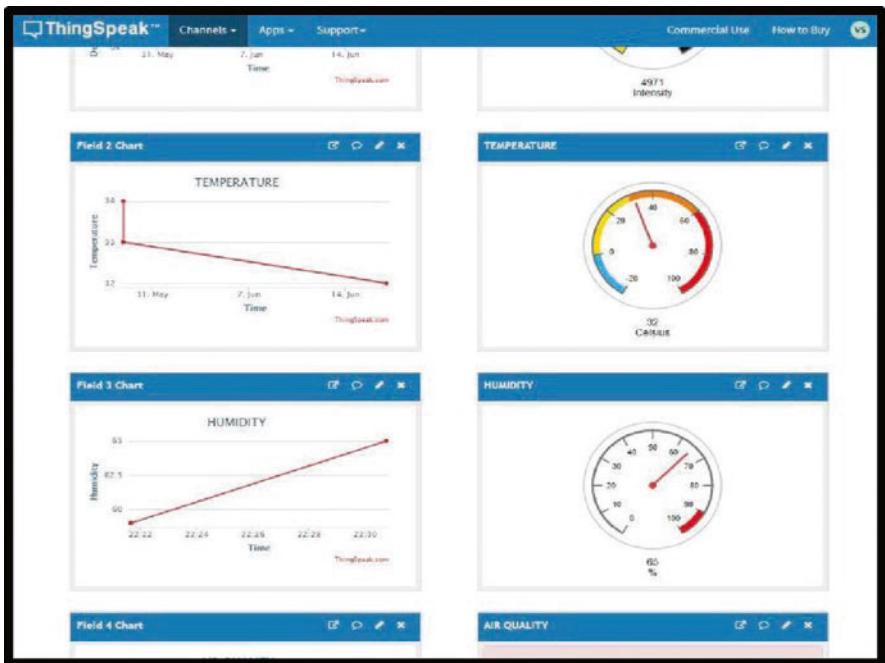 ThingSpeak™ Channels Apps Support Commercial Use How to Buy VS
31. May 7. Jun 14. Jun
Time
ThingSpeak.com
4971
Intensity
Field 2 Chart
TEMPERATURE
34
33
32
Temperature
31. May 7. Jun 14. Jun
Time
ThingSpeak.com
TEMPERATURE
-20 0 20 40 60 80 100
32
Celsius
Field 3 Chart
HUMIDITY
65
62.5
60
Humidity
22:22 22:24 22:26 22:28 22:30
Time
ThingSpeak.com
HUMIDITY
0 10 20 30 40 50 60 70 80 90 100
65
%
Field 4 Chart
AIR QUALITY